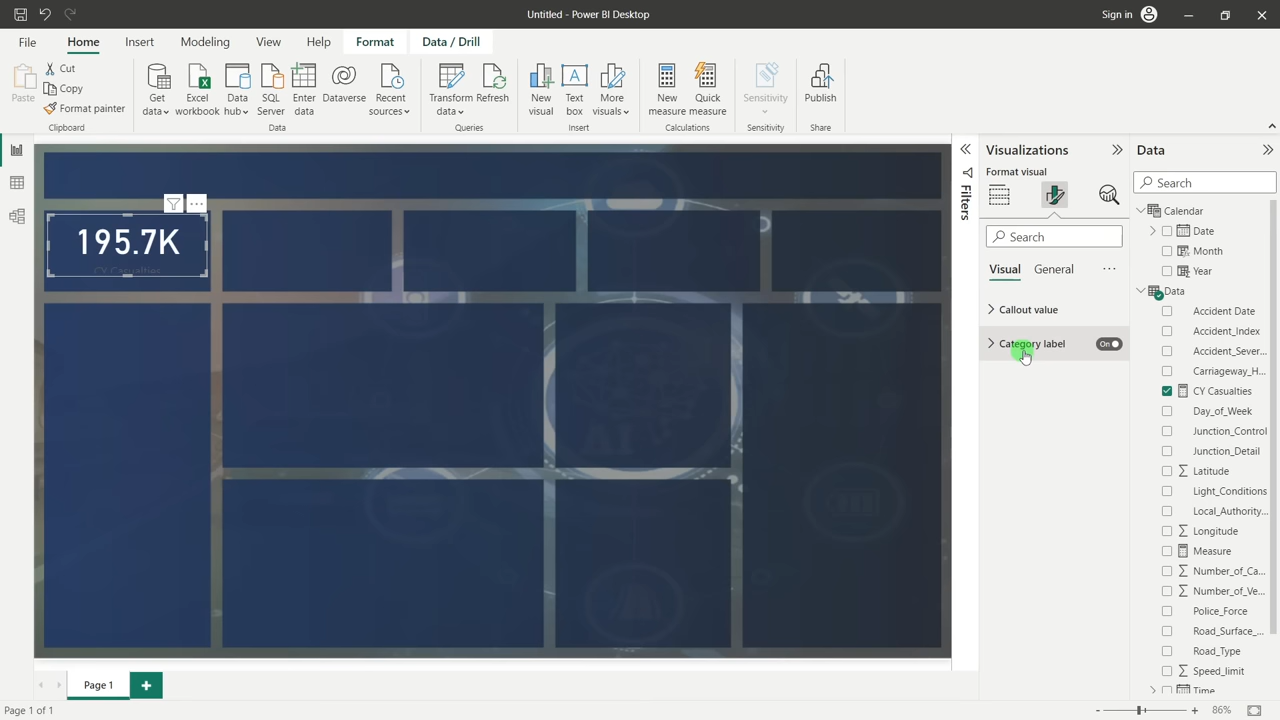 Untitled - Power BI Desktop
Sign in
File
Home
Insert
Modeling
View
Help
Format
Data / Drill
Paste
Cut
Copy
Format painter
Clipboard
Get data
Excel workbook
Data hub
SQL Server
Enter data
Dataverse
Recent sources
Data
Transform data
Refresh
Queries
New visual
Text box
More visuals
Insert
New measure
Quick measure
Calculations
Sensitivity
Sensitivity
Publish
Share
195.7K
CY Casualties
Filters
Visualizations
Format visual
Search
Visual
General
Callout value
Category label
On
Data
Search
Calendar
Date
Month
Year
Data
Accident Date
Accident_Index
Accident_Sever...
Carriageway_H...
CY Casualties
Day_of_Week
Junction_Control
Junction_Detail
Latitude
Light_Conditions
Local_Authority...
Longitude
Measure
Number_of_Ca...
Number_of_Ve...
Police_Force
Road_Surface_...
Road_Type
Speed_limit
Time
Page 1
Page 1 of 1
86%